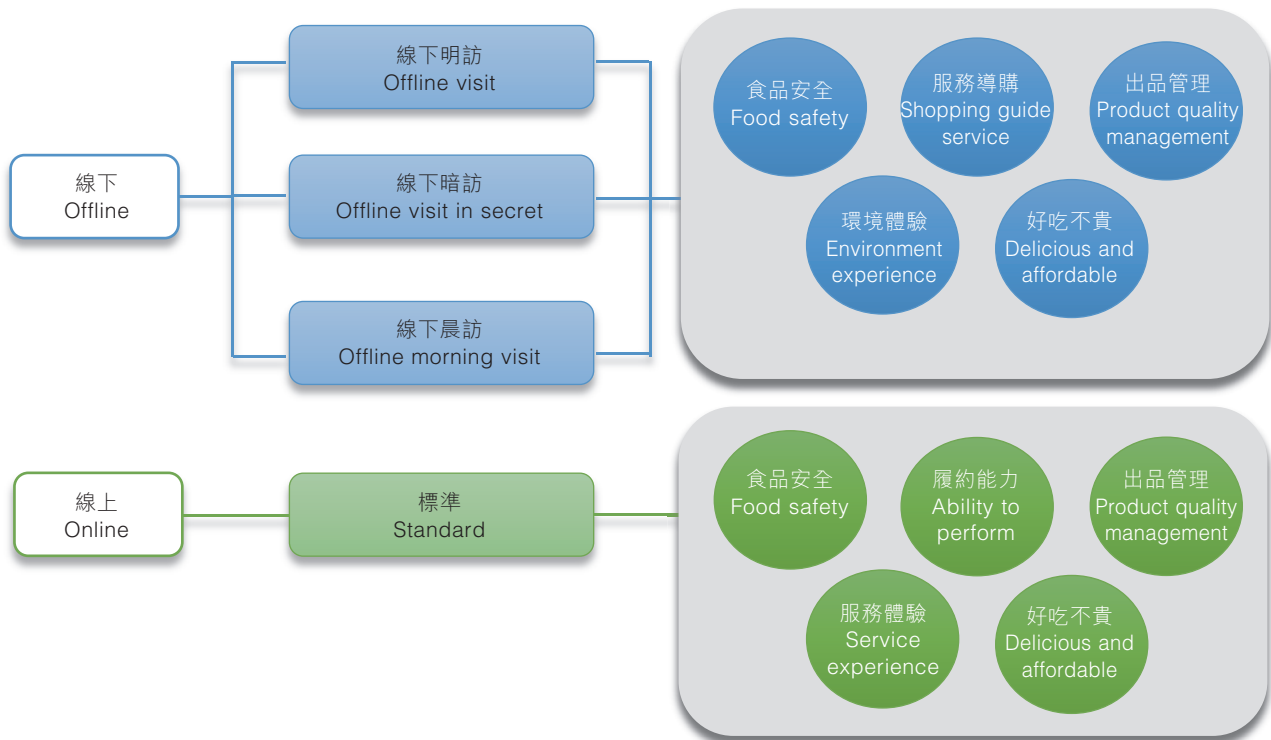 線下
Offline
線下明訪
Offline visit
線下暗訪
Offline visit in secret
線下晨訪
Offline morning visit
食品安全
Food safety
服務導購
Shopping guide
service
出品管理
Product quality
management
環境體驗
Environment
experience
好吃不貴
Delicious and
affordable
線上
Online
標準
Standard
食品安全
Food safety
履約能力
Ability to
perform
出品管理
Product quality
management
服務體驗
Service
experience
好吃不貴
Delicious and
affordable